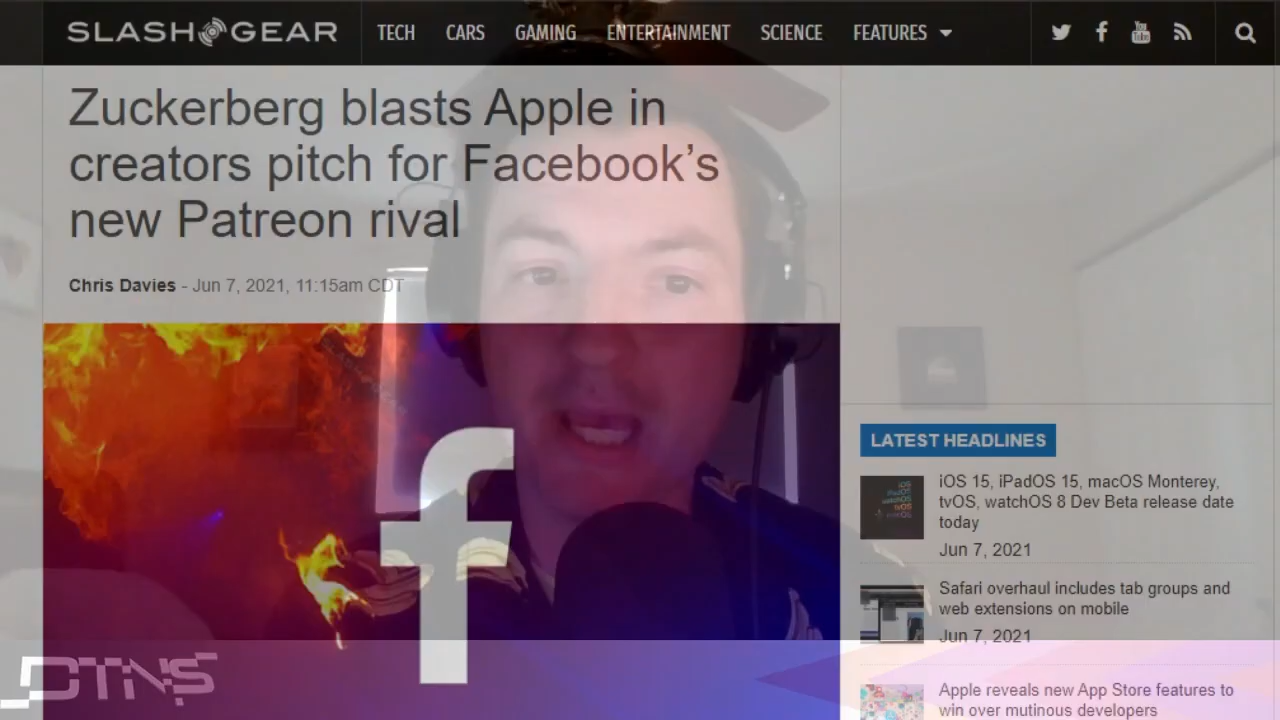 SLASHGEAR TECH CARS GAMING ENTERTAINMENT SCIENCE FEATURES
Zuckerberg blasts Apple in
creators pitch for Facebook’s
new Patreon rival
Chris Davies - Jun 7, 2021, 11:15am CDT
LATEST HEADLINES
iOS 15, iPadOS 15, macOS Monterey,
tvOS, watchOS 8 Dev Beta release date
today
Jun 7, 2021
Safari overhaul includes tab groups and
web extensions on mobile
Jun 7, 2021
Apple reveals new App Store features to
win over mutinous developers
DTNS